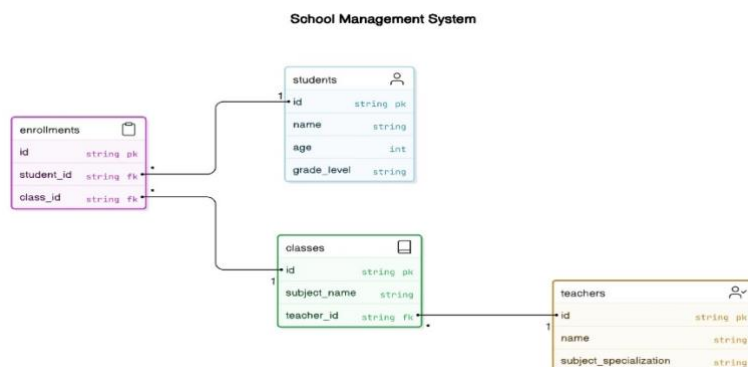 School Management System
students
id string pk
name string
age int
grade_level string
enrollments
id string pk
student_id string fk
class_id string fk
classes
id string pk
subject_name string
teacher_id string fk
teachers
id string pk
name string
subject_specialization string
1
*
*
1
*
1